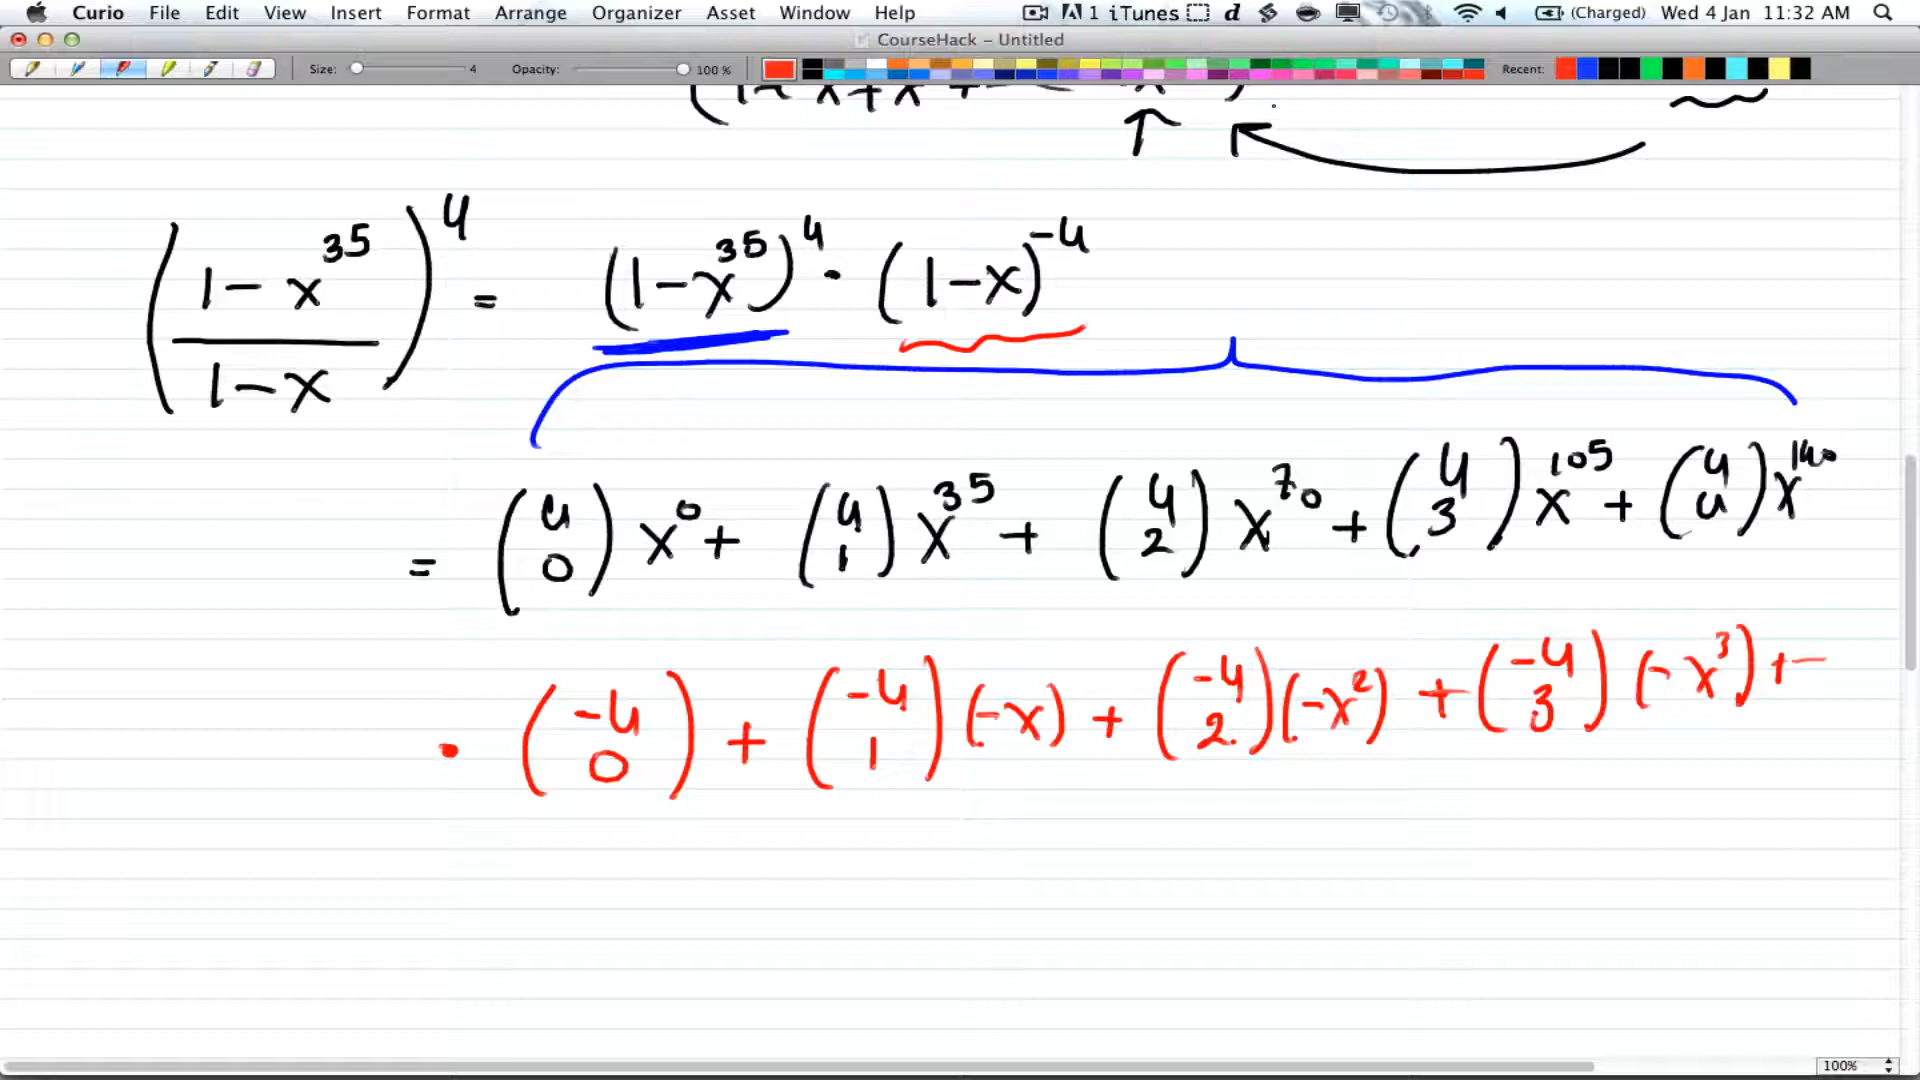 Curio File Edit View Insert Format Arrange Organizer Asset Window Help 1 iTunes (Charged) Wed 4 Jan 11:32 AM
CourseHack – Untitled
Size: 4 Opacity: 100 % Recent:
((1 - x^35)/(1 - x))^4 = (1 - x^35)^4 · (1 - x)^-4
= (4 0) x^0 + (4 1) x^35 + (4 2) x^70 + (4 3) x^105 + (4 4) x^140
· (-4 0) + (-4 1) (-x) + (-4 2) (-x^2) + (-4 3) (-x^3) + -
100%